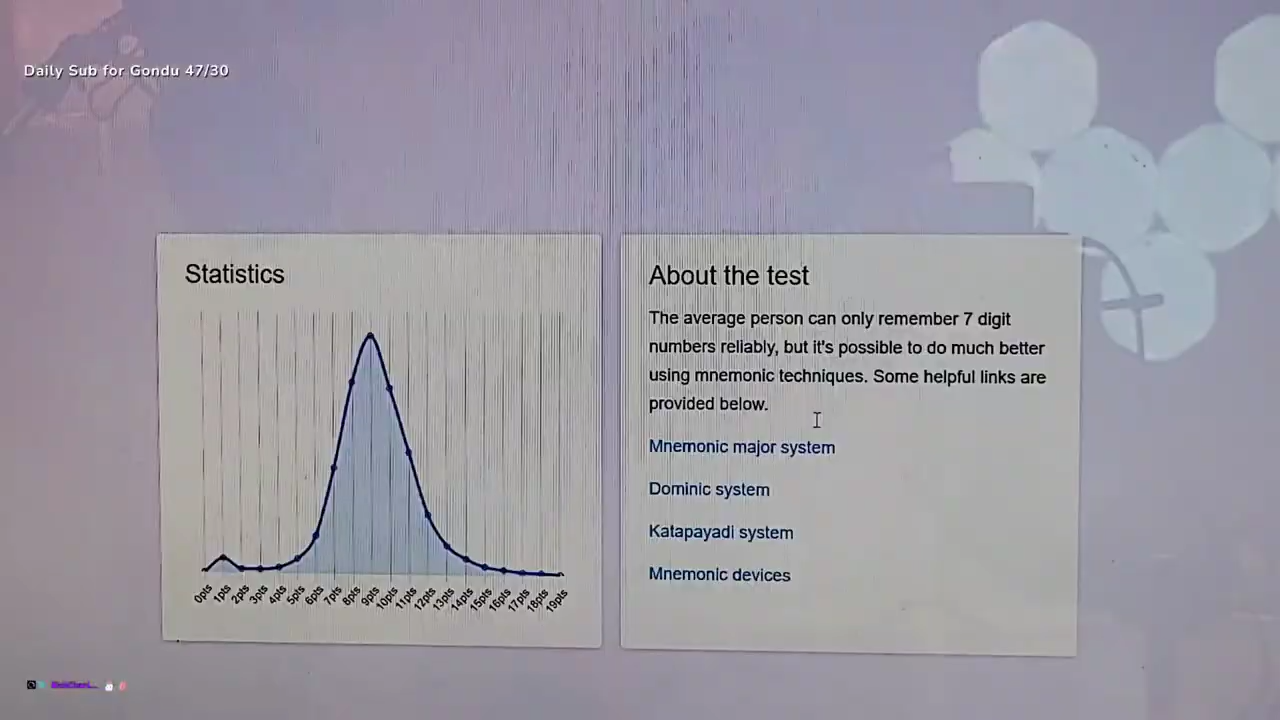 Daily Sub for Gondu 47/30
Statistics
0pts 1pts 2pts 3pts 4pts 5pts 6pts 7pts 8pts 9pts 10pts 11pts 12pts 13pts 14pts 15pts 16pts 17pts 18pts 19pts
About the test
The average person can only remember 7 digit
numbers reliably, but it's possible to do much better
using mnemonic techniques. Some helpful links are
provided below.
Mnemonic major system
Dominic system
Katapayadi system
Mnemonic devices